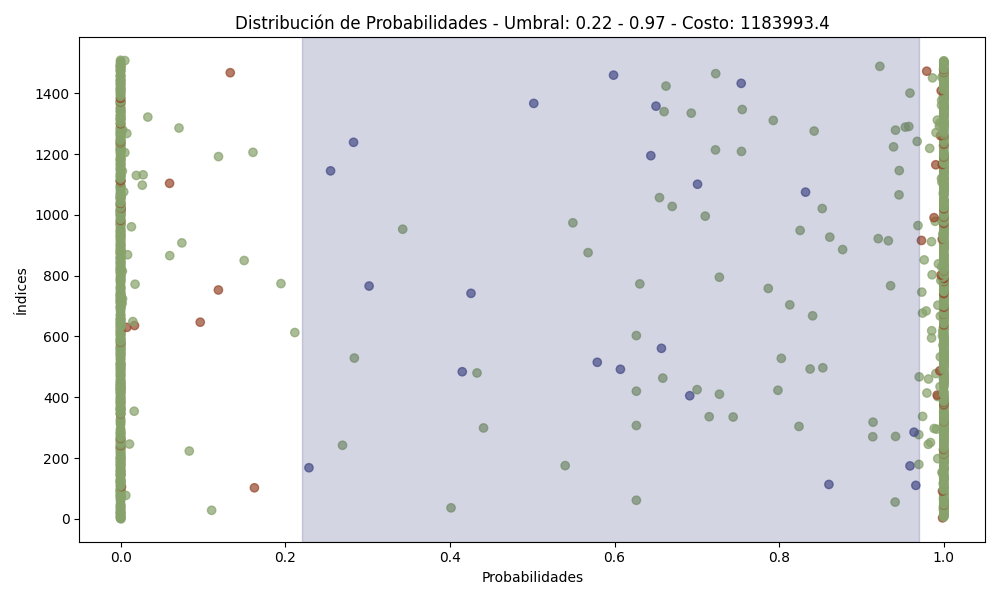 Distribución de Probabilidades - Umbral: 0.22 - 0.97 - Costo: 1183993.4
1400
1200
1000
800
600
400
200
0
Índices
0.0 0.2 0.4 0.6 0.8 1.0
Probabilidades